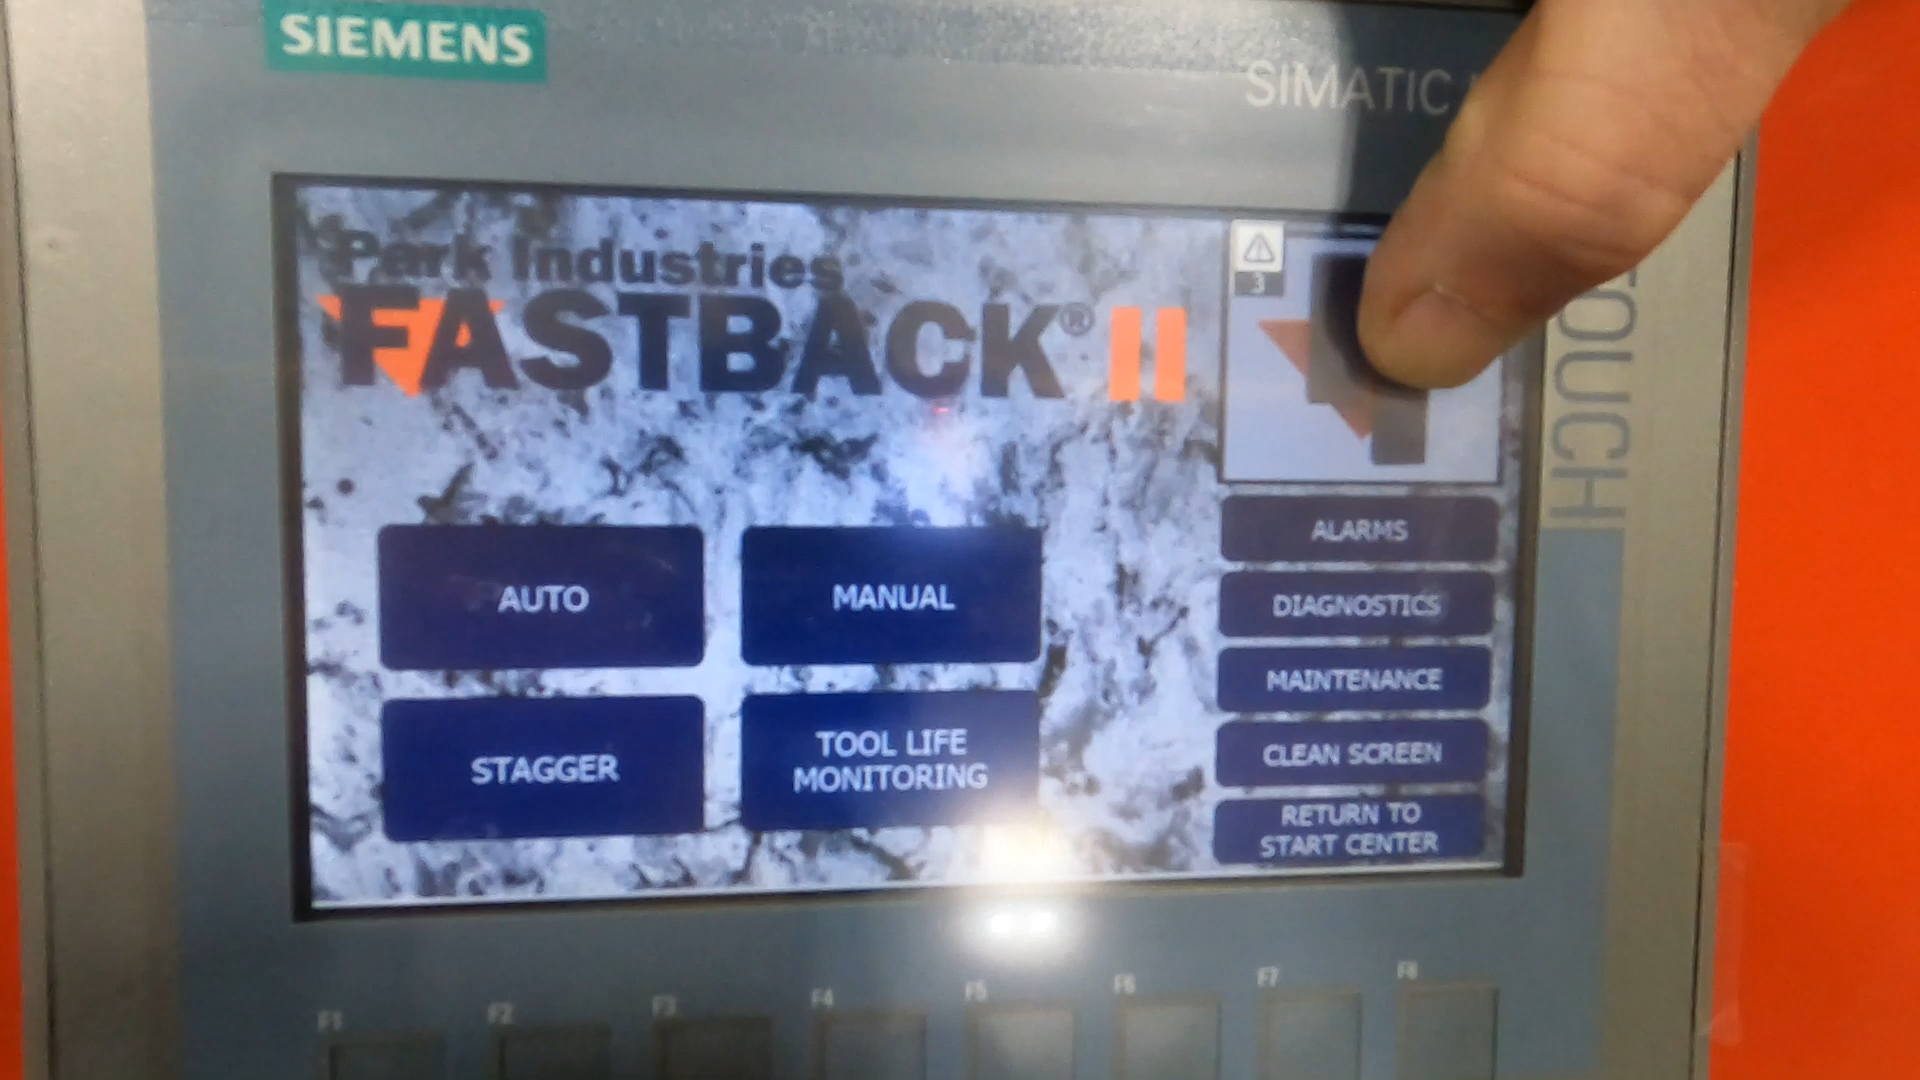 SIEMENS
SIMATIC
TOUCH
Park Industries
FASTBACK® II
3
AUTO
MANUAL
STAGGER
TOOL LIFE
MONITORING
ALARMS
DIAGNOSTICS
MAINTENANCE
CLEAN SCREEN
RETURN TO
START CENTER
F1 F2 F3 F4 F5 F6 F7 F8